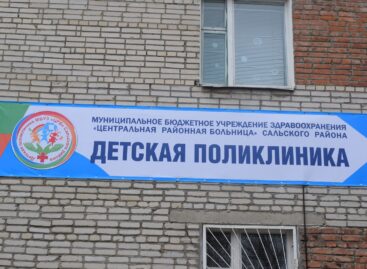 МУНИЦИПАЛЬНОЕ БЮДЖЕТНОЕ УЧРЕЖДЕНИЕ ЗДРАВООХРАНЕНИЯ
«ЦЕНТРАЛЬНАЯ РАЙОННАЯ БОЛЬНИЦА» САЛЬСКОГО РАЙОНА
ДЕТСКАЯ ПОЛИКЛИНИКА